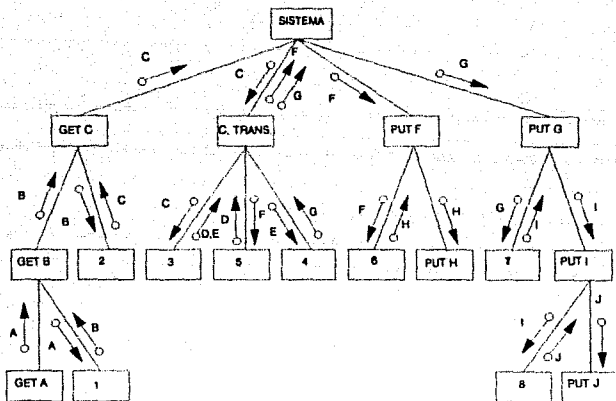 SISTEMA
C
C
F
G
F
G
GET C
C. TRANS.
PUT F
PUT G
B
B
C
C
D,E
D
F
E
G
F
H
H
G
I
I
GET B
2
3
5
4
6
PUT H
7
PUT I
A
A
B
I
J
J
GET A
1
8
PUT J